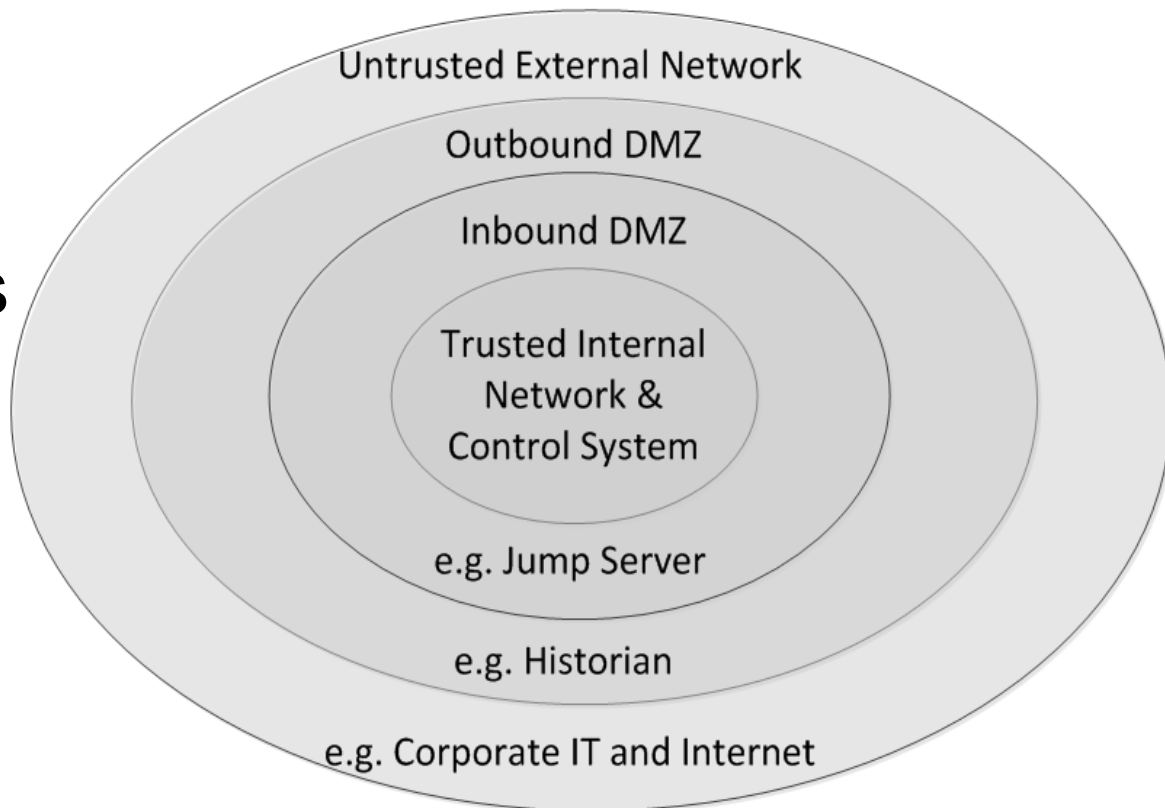 Untrusted External Network
Outbound DMZ
Inbound DMZ
s
Trusted Internal
Network &
Control System
e.g. Jump Server
e.g. Historian
e.g. Corporate IT and Internet